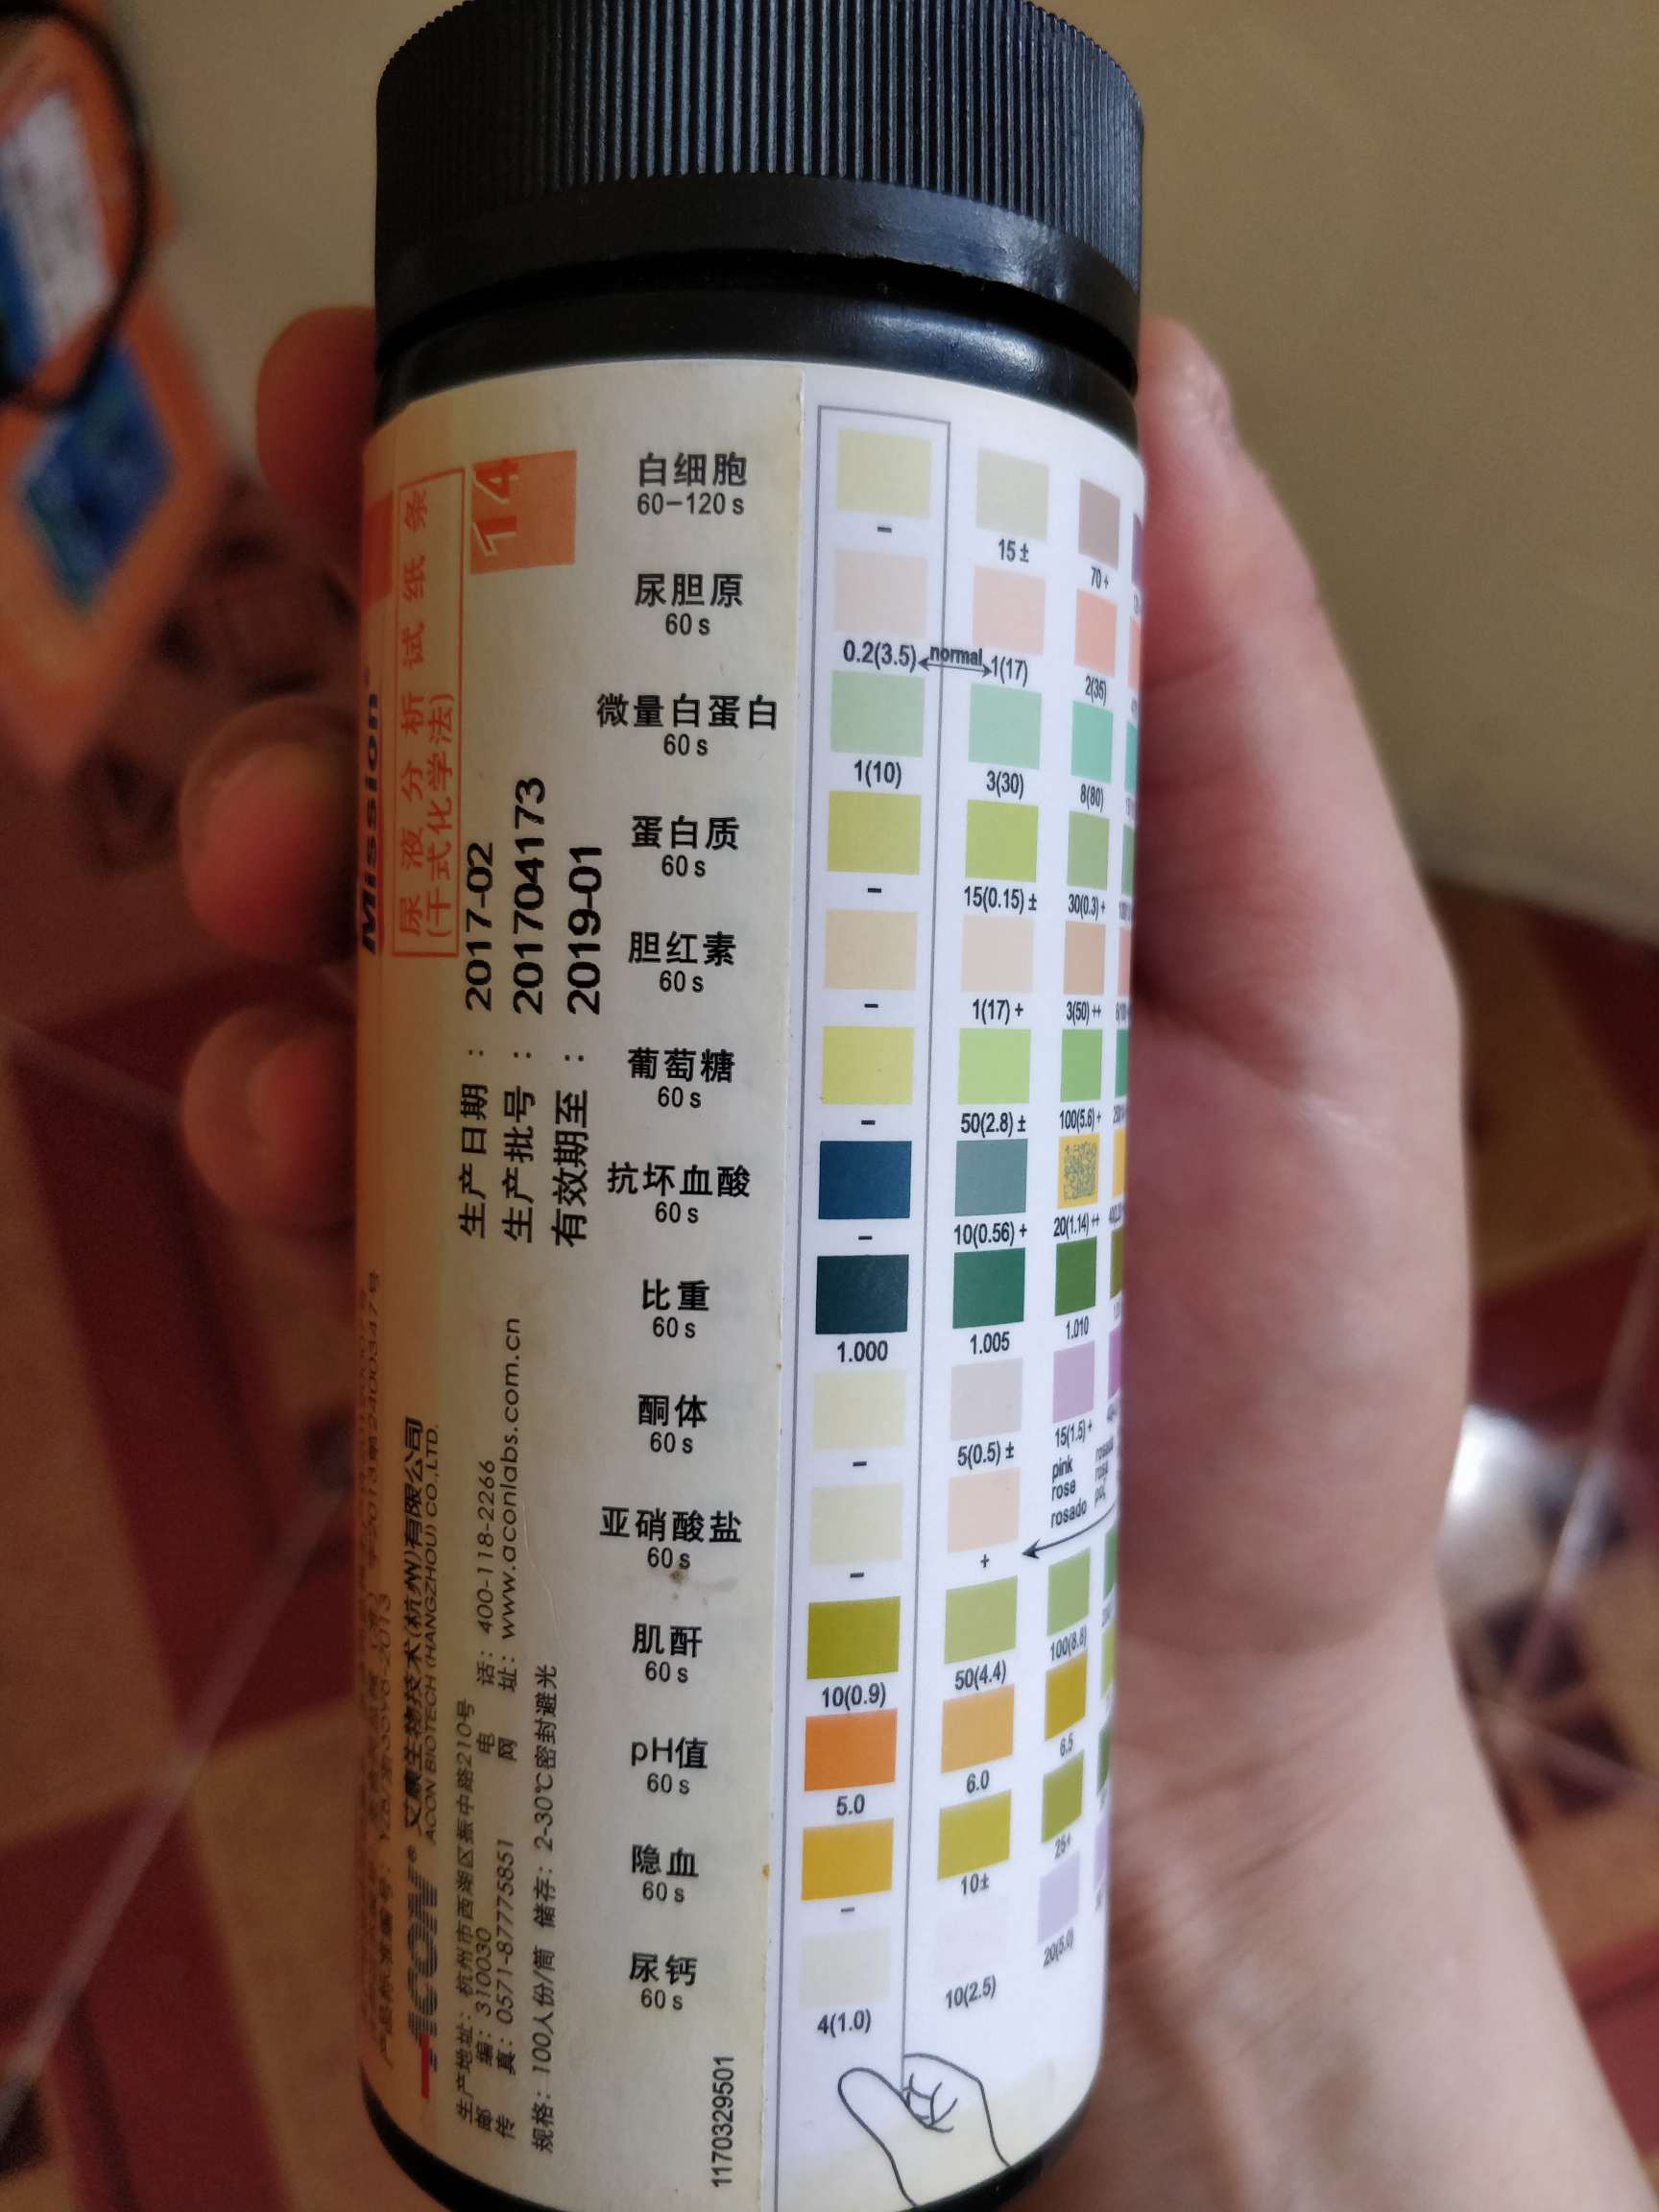 Mission
尿液分析试纸条
(干式化学法)
14
生产日期：2017-02
生产批号：201704173
有效期至：2019-01
艾康生物技术(杭州)有限公司
ACON BIOTECH (HANGZHOU) CO.,LTD.
ACON®
生产地址：杭州市西湖区振中路210号
邮 编：310030
电 话：400-118-2266
传 真：0571-87775851
网 址：www.aconlabs.com.cn
规格：100人份/筒 储存：2-30℃密封避光
1170329501
白细胞
60-120 s
- 15 ± 70 +
尿胆原
60 s
0.2(3.5) normal 1(17) 2(35)
微量白蛋白
60 s
1(10) 3(30) 8(80)
蛋白质
60 s
- 15(0.15) ± 30(0.3) +
胆红素
60 s
- 1(17) + 3(50) ++
葡萄糖
60 s
- 50(2.8) ± 100(5.6) +
抗坏血酸
60 s
- 10(0.56) + 20(1.14) ++
比重
60 s
1.000 1.005 1.010
酮体
60 s
- 5(0.5) ± 15(1.5) +
亚硝酸盐
60 s
- +
pink
rose
rosado
肌酐
60 s
10(0.9) 50(4.4) 100(8.8)
pH值
60 s
5.0 6.0 6.5
隐血
60 s
- 10± 25+
尿钙
60 s
4(1.0) 10(2.5) 20(5.0)